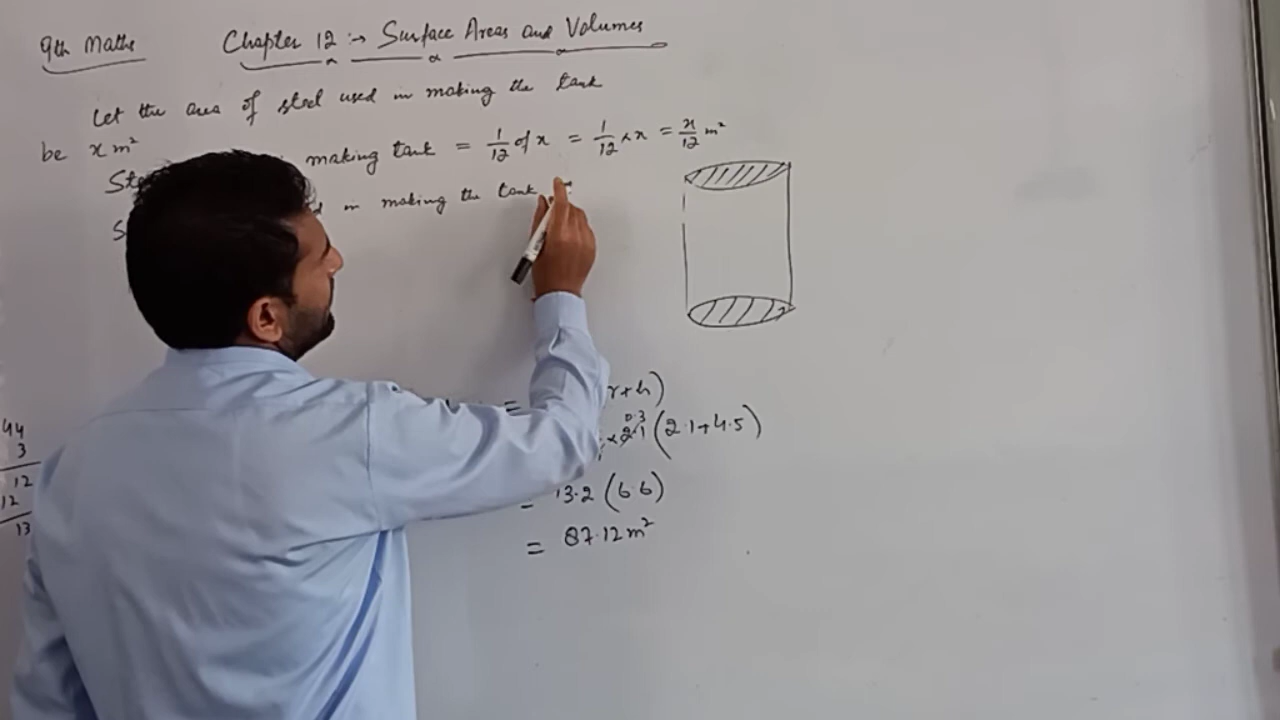 9th Maths
Chapter 12 :→ Surface Areas and Volumes
Let the area of steel used in making the tank
be x m²
making tank = 1/12 of x = 1/12 × x = x/12 m²
in making the tank
r+h)
0.3
×2.1 (2.1+4.5)
= 13.2 (6.6)
= 87.12 m²
44
3
12
12
13